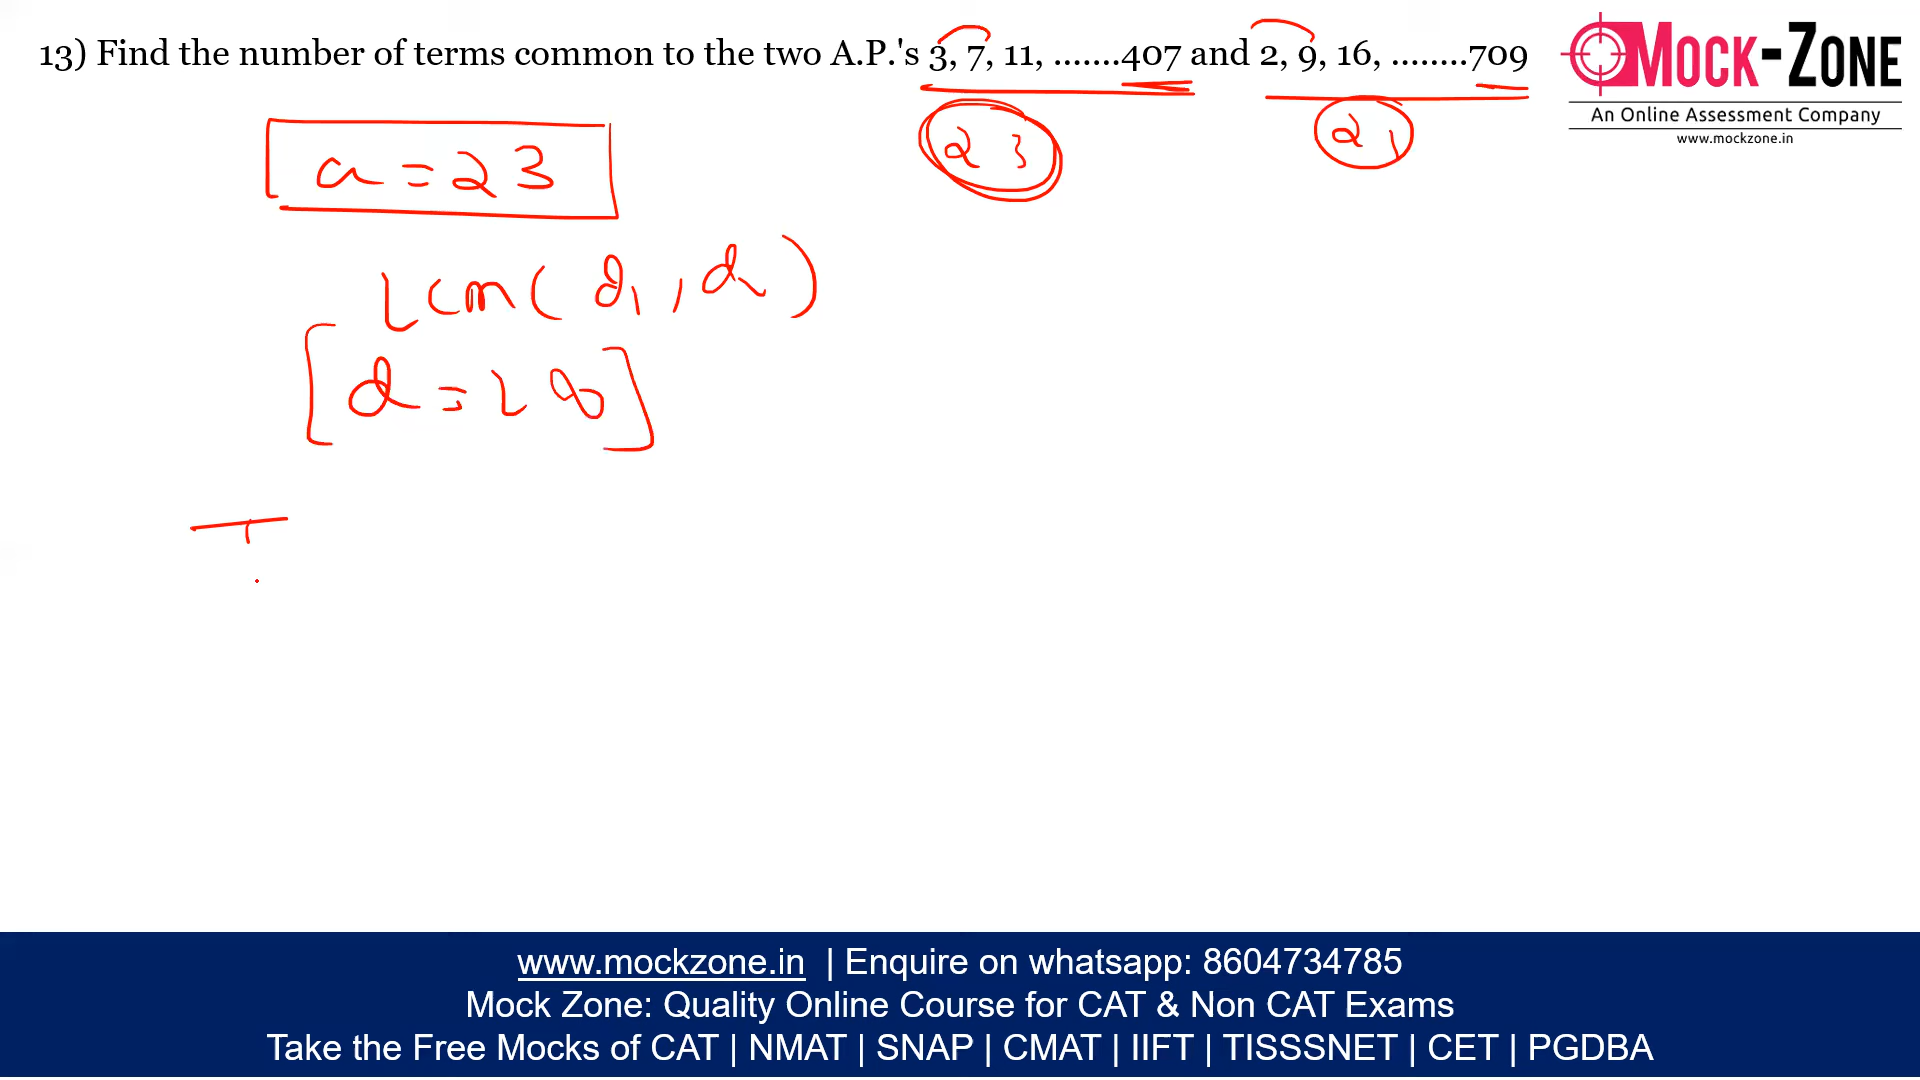 13) Find the number of terms common to the two A.P.'s 3, 7, 11, .......407 and 2, 9, 16, ........709
MOCK-ZONE
An Online Assessment Company
www.mockzone.in
23
21
a = 23
Lcm(d1, d2)
[d = 28]
T
www.mockzone.in | Enquire on whatsapp: 8604734785
Mock Zone: Quality Online Course for CAT & Non CAT Exams
Take the Free Mocks of CAT | NMAT | SNAP | CMAT | IIFT | TISSSNET | CET | PGDBA